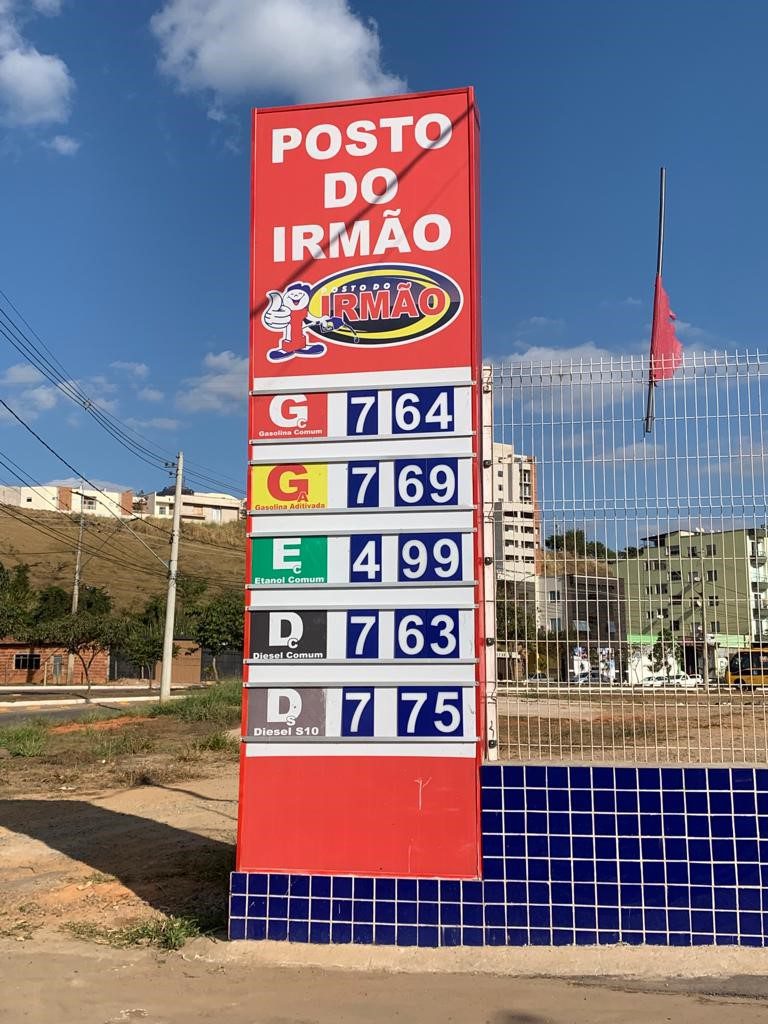 POSTO
DO
IRMÃO
POSTO DO
IRMÃO
GC 7 64
Gasolina Comum
GA 7 69
Gasolina Aditivada
EC 4 99
Etanol Comum
DC 7 63
Diesel Comum
DS 7 75
Diesel S10